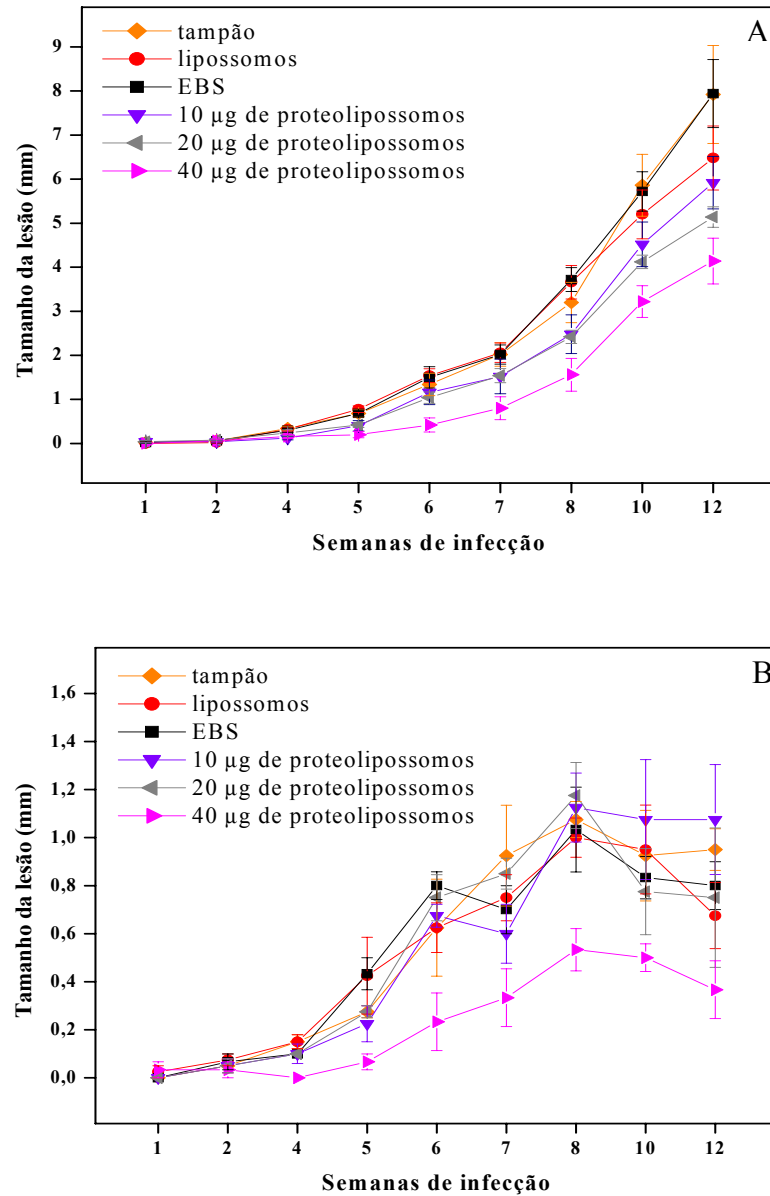 A
tampão
lipossomos
EBS
10 µg de proteolipossomos
20 µg de proteolipossomos
40 µg de proteolipossomos
Tamanho da lesão (mm)
9
8
7
6
5
4
3
2
1
0
1 2 4 5 6 7 8 10 12
Semanas de infecção
B
tampão
lipossomos
EBS
10 µg de proteolipossomos
20 µg de proteolipossomos
40 µg de proteolipossomos
Tamanho da lesão (mm)
1,6
1,4
1,2
1,0
0,8
0,6
0,4
0,2
0,0
1 2 4 5 6 7 8 10 12
Semanas de infecção